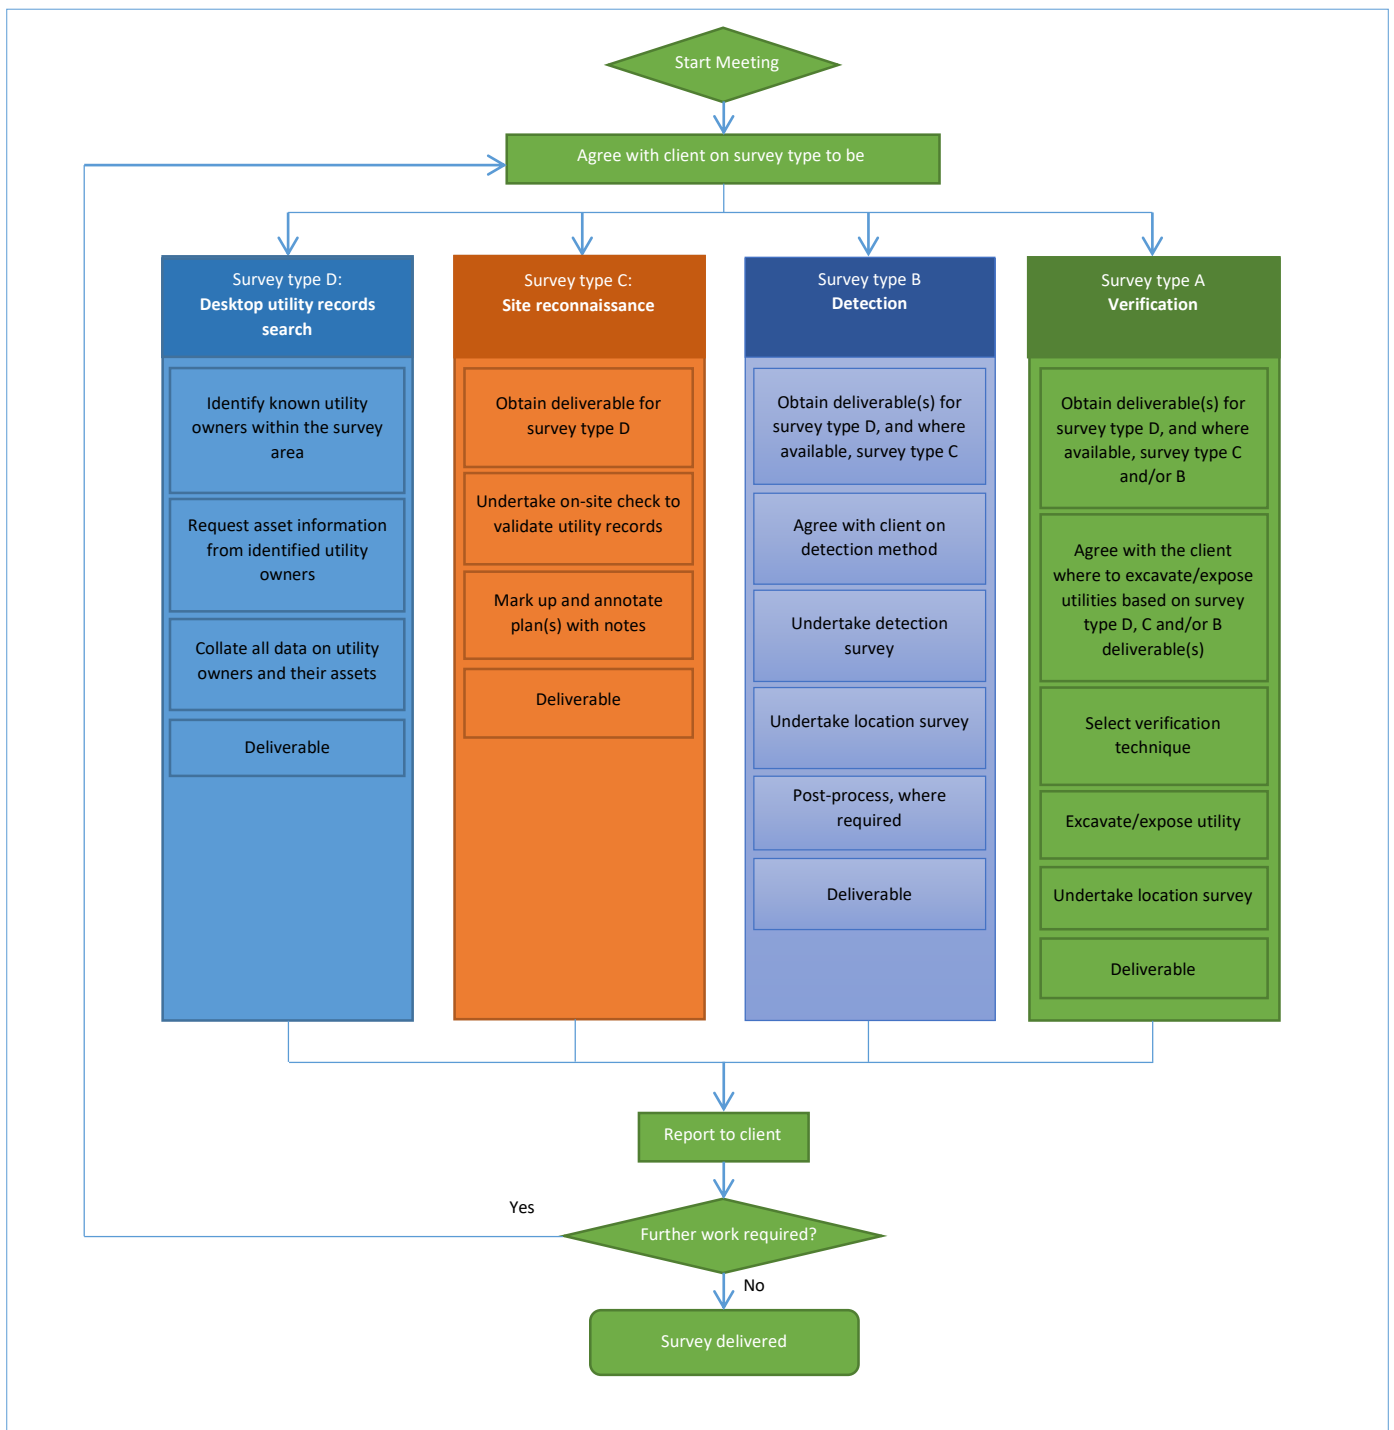 Start Meeting
Agree with client on survey type to be
Survey type D:
Desktop utility records
search
Identify known utility
owners within the survey
area
Request asset information
from identified utility
owners
Collate all data on utility
owners and their assets
Deliverable
Survey type C:
Site reconnaissance
Obtain deliverable for
survey type D
Undertake on-site check to
validate utility records
Mark up and annotate
plan(s) with notes
Deliverable
Survey type B
Detection
Obtain deliverable(s) for
survey type D, and where
available, survey type C
Agree with client on
detection method
Undertake detection
survey
Undertake location survey
Post-process, where
required
Deliverable
Survey type A
Verification
Obtain deliverable(s) for
survey type D, and where
available, survey type C
and/or B
Agree with the client
where to excavate/expose
utilities based on survey
type D, C and/or B
deliverable(s)
Select verification
technique
Excavate/expose utility
Undertake location survey
Deliverable
Report to client
Yes
Further work required?
No
Survey delivered